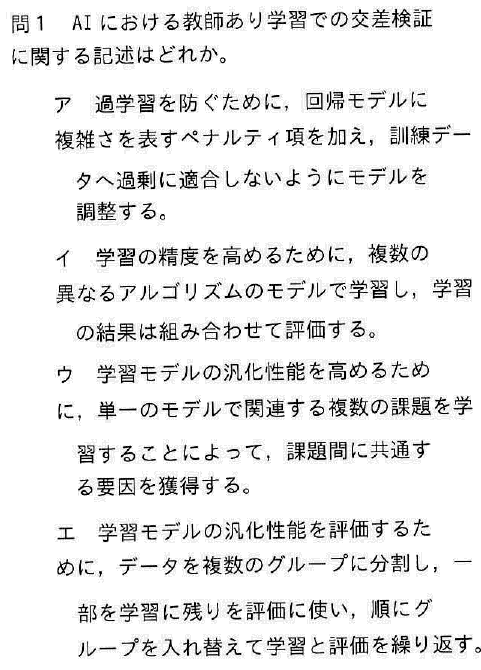 問1 AIにおける教師あり学習での交差検証
に関する記述はどれか。
ア 過学習を防ぐために，回帰モデルに
複雑さを表すペナルティ項を加え，訓練デー
タへ過剰に適合しないようにモデルを
調整する。
イ 学習の精度を高めるために，複数の
異なるアルゴリズムのモデルで学習し，学習
の結果は組み合わせて評価する。
ウ 学習モデルの汎化性能を高めるため
に，単一のモデルで関連する複数の課題を学
習することによって，課題間に共通す
る要因を獲得する。
エ 学習モデルの汎化性能を評価するた
めに，データを複数のグループに分割し，一
部を学習に残りを評価に使い，順にグ
ループを入れ替えて学習と評価を繰り返す。